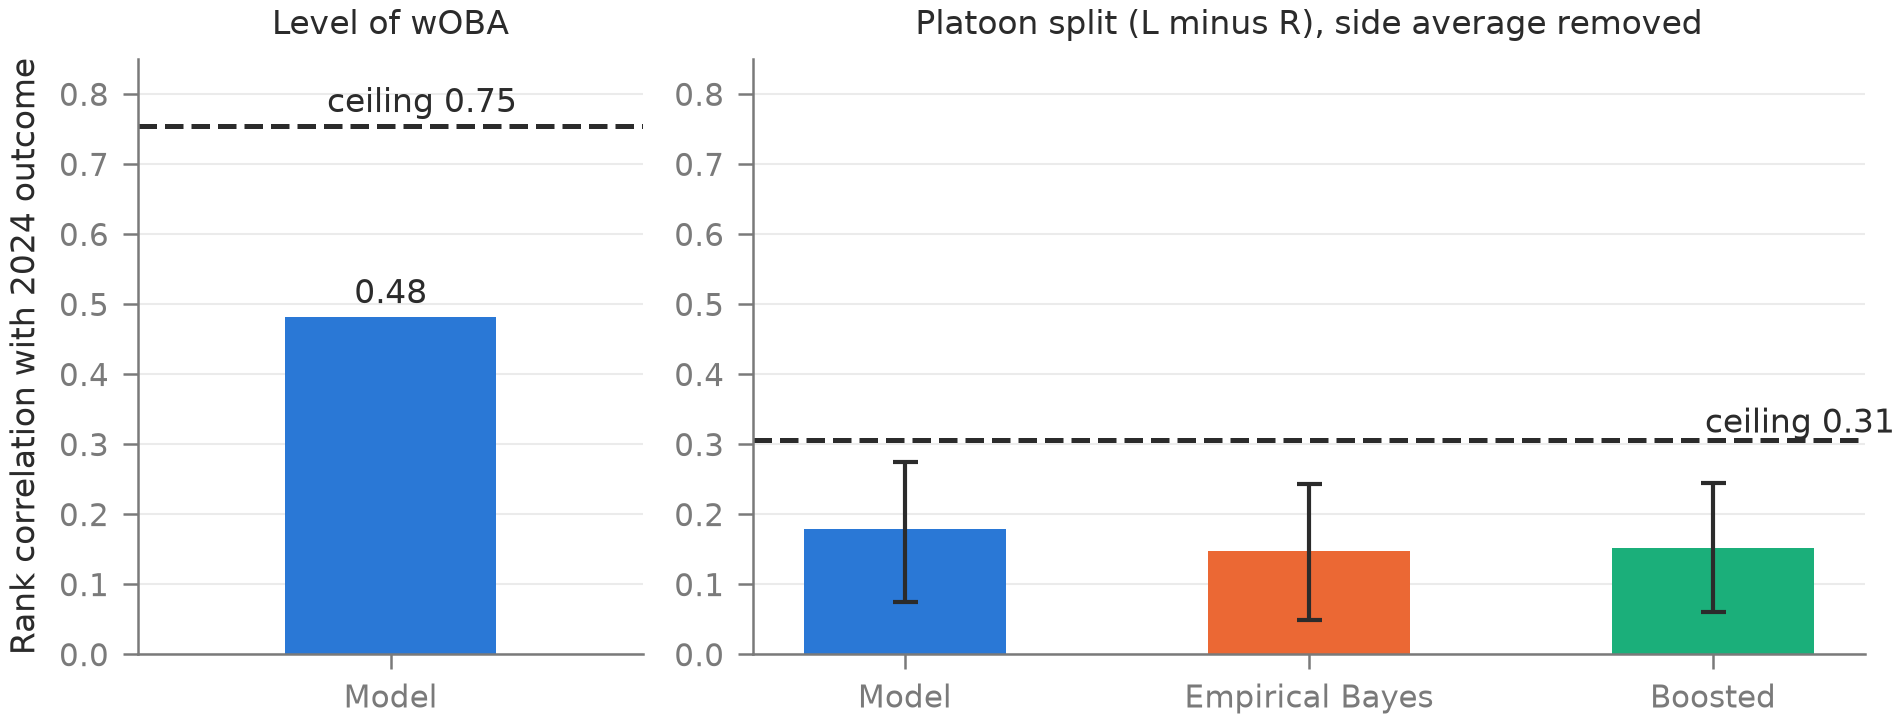 Level of wOBA
Rank correlation with 2024 outcome
0.8
0.7
0.6
0.5
0.4
0.3
0.2
0.1
0.0
ceiling 0.75
0.48
Model
Platoon split (L minus R), side average removed
0.8
0.7
0.6
0.5
0.4
0.3
0.2
0.1
0.0
ceiling 0.31
Model
Empirical Bayes
Boosted